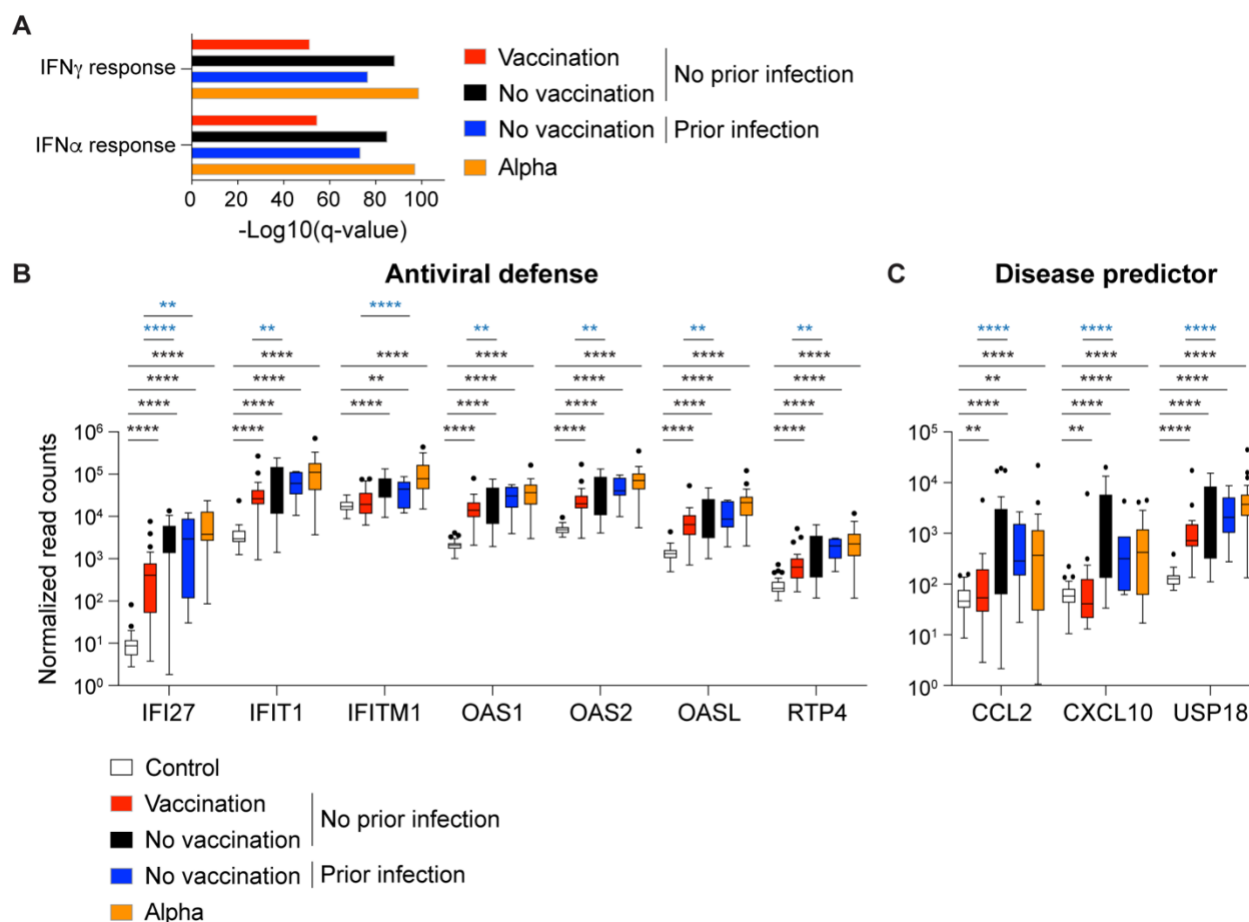 A
IFNγ response
IFNα response
0 20 40 60 80 100
-Log10(q-value)
Vaccination
No vaccination
No prior infection
No vaccination
Prior infection
Alpha
B
Antiviral defense
**
**** ** **** ** ** ** **
**** **** **** **** **** **** ****
**** **** ** **** **** **** ****
**** **** **** **** **** **** ****
**** **** **** **** **** ****
Normalized read counts
10⁶
10⁵
10⁴
10³
10²
10¹
10⁰
IFI27 IFIT1 IFITM1 OAS1 OAS2 OASL RTP4
C
Disease predictor
**** **** ****
**** **** ****
** **** ****
**** **** ****
** ** ****
10⁵
10⁴
10³
10²
10¹
10⁰
CCL2 CXCL10 USP18
Control
Vaccination
No vaccination
No prior infection
No vaccination
Prior infection
Alpha